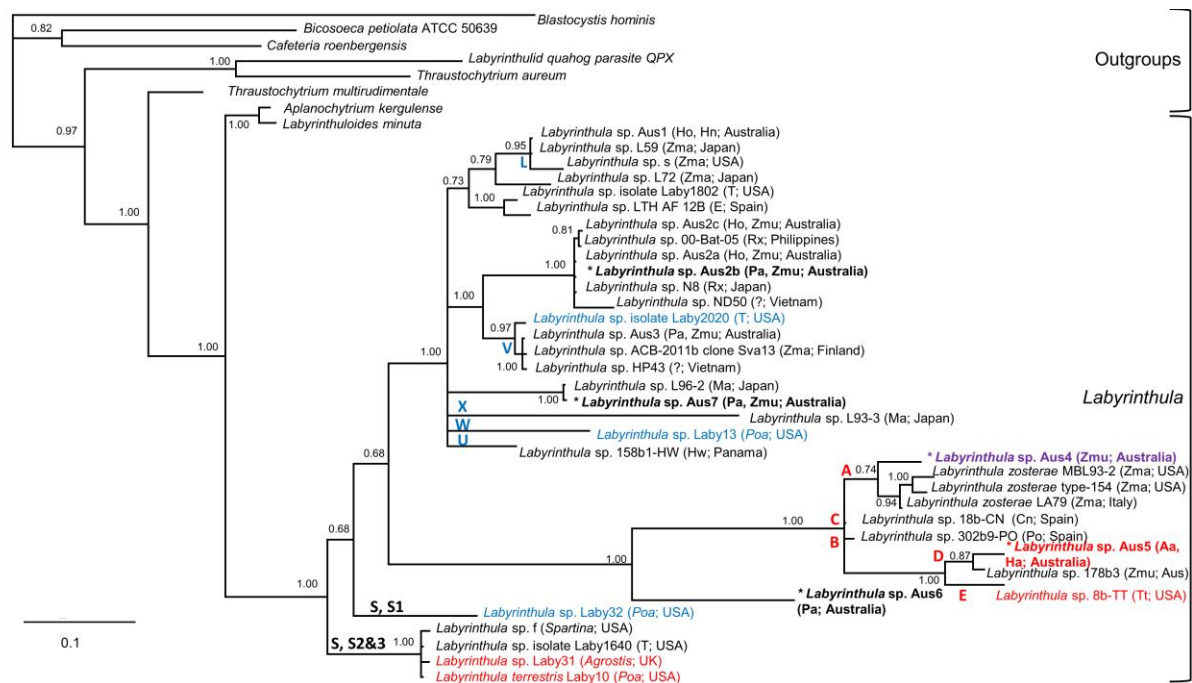 Blastocystis hominis
0.82
Bicosoeca petiolata ATCC 50639
Cafeteria roenbergensis
Labyrinthulid quahog parasite QPX
1.00
Thraustochytrium aureum
Outgroups
Thraustochytrium multirudimentale
0.97
Aplanochytrium kergulense
1.00
Labyrinthuloides minuta
Labyrinthula sp. Aus1 (Ho, Hn; Australia)
0.95
Labyrinthula sp. L59 (Zma; Japan)
L
Labyrinthula sp. s (Zma; USA)
0.79
Labyrinthula sp. L72 (Zma; Japan)
0.73
Labyrinthula sp. isolate Laby1802 (T; USA)
1.00
Labyrinthula sp. LTH AF 12B (E; Spain)
1.00
Labyrinthula sp. Aus2c (Ho, Zmu; Australia)
0.81
Labyrinthula sp. 00-Bat-05 (Rx; Philippines)
Labyrinthula sp. Aus2a (Ho, Zmu; Australia)
1.00
* Labyrinthula sp. Aus2b (Pa, Zmu; Australia)
Labyrinthula sp. N8 (Rx; Japan)
1.00
Labyrinthula sp. ND50 (?; Vietnam)
Labyrinthula sp. isolate Laby2020 (T; USA)
0.97
Labyrinthula sp. Aus3 (Pa, Zmu; Australia)
V
Labyrinthula sp. ACB-2011b clone Sva13 (Zma; Finland)
1.00
Labyrinthula sp. HP43 (?; Vietnam)
1.00
1.00
Labyrinthula sp. L96-2 (Ma; Japan)
1.00
* Labyrinthula sp. Aus7 (Pa, Zmu; Australia)
Labyrinthula
X
Labyrinthula sp. L93-3 (Ma; Japan)
W
Labyrinthula sp. Laby13 (Poa; USA)
U
Labyrinthula sp. 158b1-HW (Hw; Panama)
0.68
* Labyrinthula sp. Aus4 (Zmu; Australia)
A
0.74
Labyrinthula zosterae MBL93-2 (Zma; USA)
1.00
Labyrinthula zosterae type-154 (Zma; USA)
0.94
Labyrinthula zosterae LA79 (Zma; Italy)
1.00
C
Labyrinthula sp. 18b-CN (Cn; Spain)
B
Labyrinthula sp. 302b9-PO (Po; Spain)
0.68
* Labyrinthula sp. Aus5 (Aa,
Ha; Australia)
D
0.87
1.00
Labyrinthula sp. 178b3 (Zmu; Aus)
1.00
E
Labyrinthula sp. 8b-TT (Tt; USA)
1.00
* Labyrinthula sp. Aus6
(Pa; Australia)
S, S1
Labyrinthula sp. Laby32 (Poa; USA)
Labyrinthula sp. f (Spartina; USA)
S, S2&3
1.00
Labyrinthula sp. isolate Laby1640 (T; USA)
Labyrinthula sp. Laby31 (Agrostis; UK)
Labyrinthula terrestris Laby10 (Poa; USA)
0.1